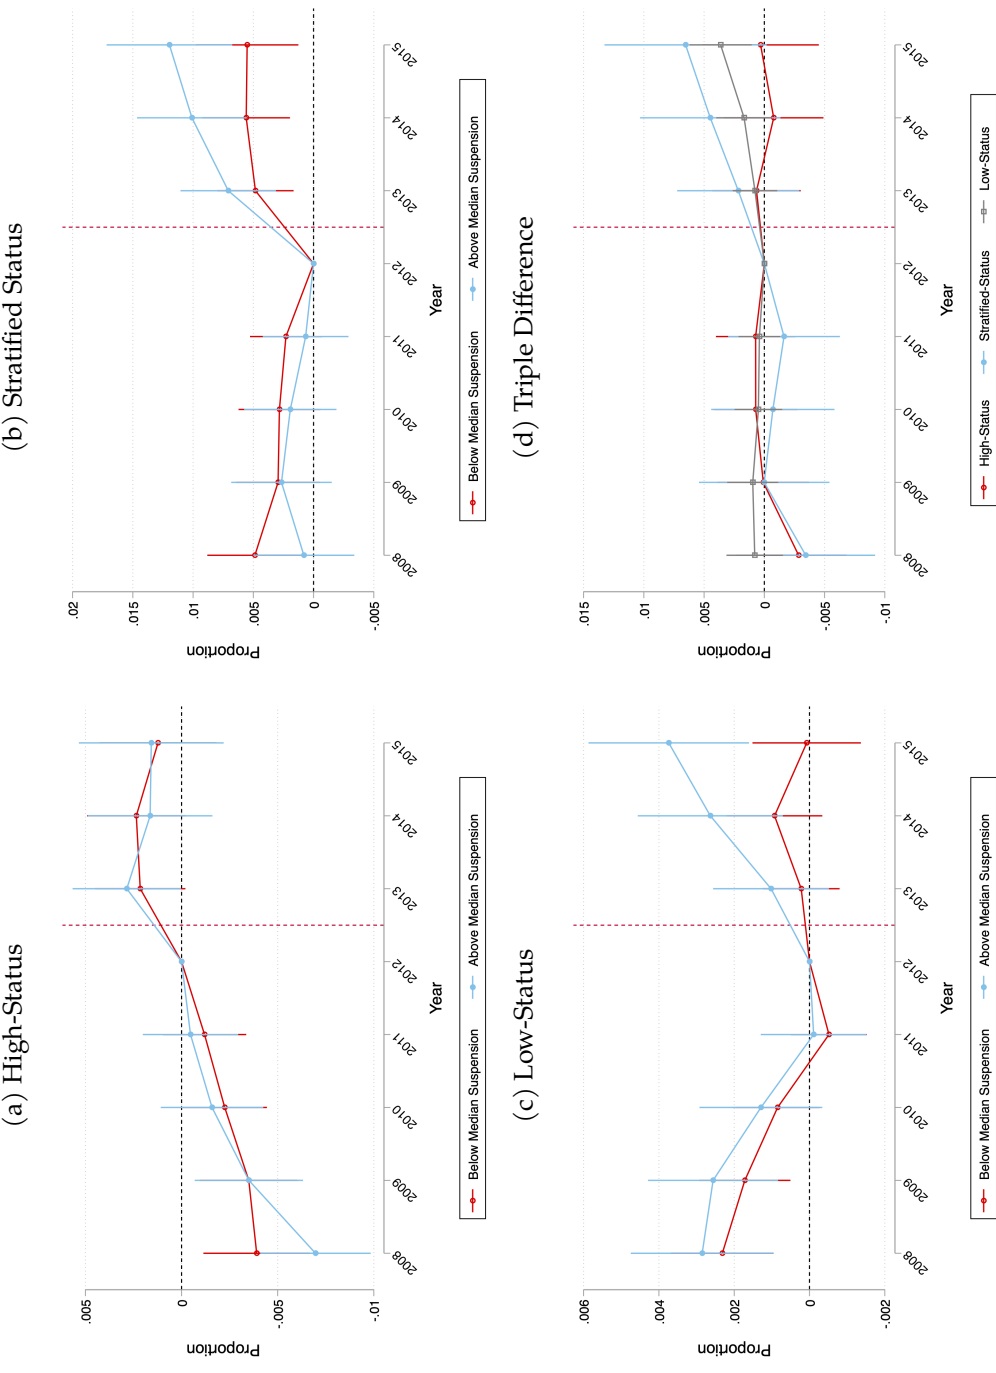 (a) High-Status
Proportion
.005
0
-.005
-.01
2008
2009
2010
2011
2012
2013
2014
2015
Year
Below Median Suspension
Above Median Suspension
(b) Stratified Status
Proportion
.02
.015
.01
.005
0
-.005
2008
2009
2010
2011
2012
2013
2014
2015
Year
Below Median Suspension
Above Median Suspension
(c) Low-Status
Proportion
.006
.004
.002
0
-.002
2008
2009
2010
2011
2012
2013
2014
2015
Year
Below Median Suspension
Above Median Suspension
(d) Triple Difference
Proportion
.015
.01
.005
0
-.005
-.01
2008
2009
2010
2011
2012
2013
2014
2015
Year
High-Status
Stratified-Status
Low-Status